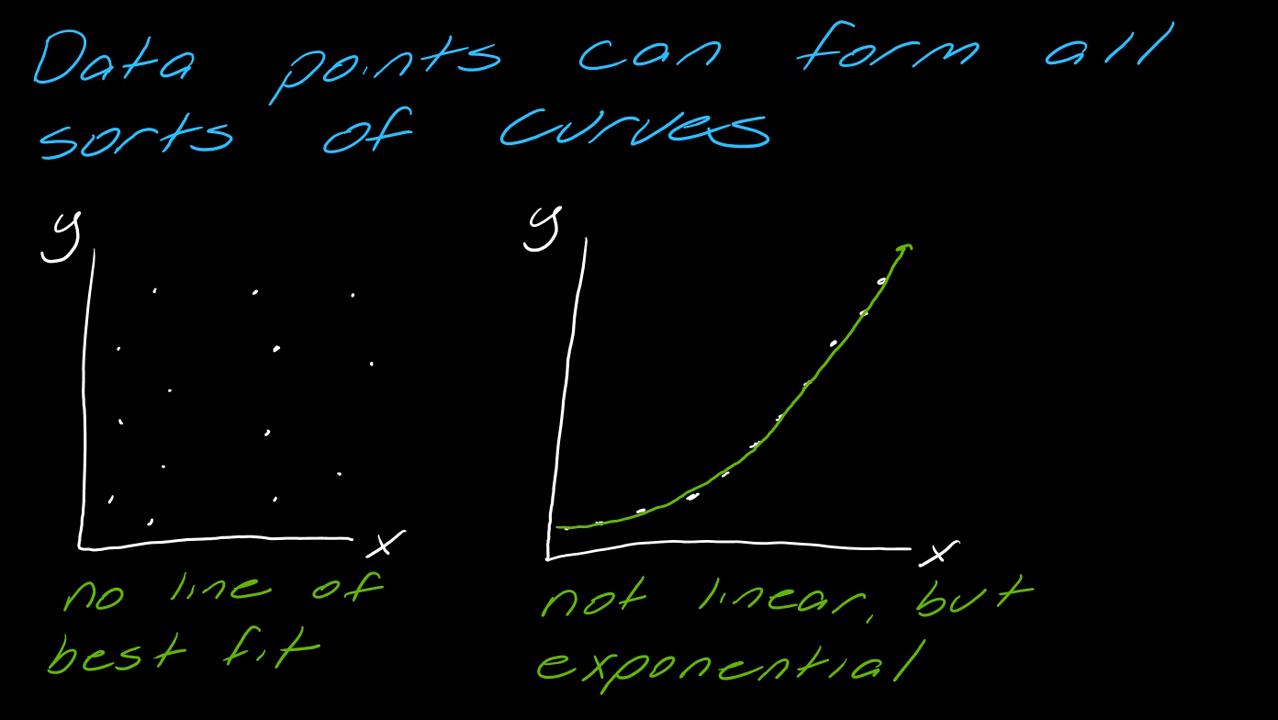 Data points can form all
sorts of curves
y
y
x
x
no line of
best fit
not linear, but
exponential